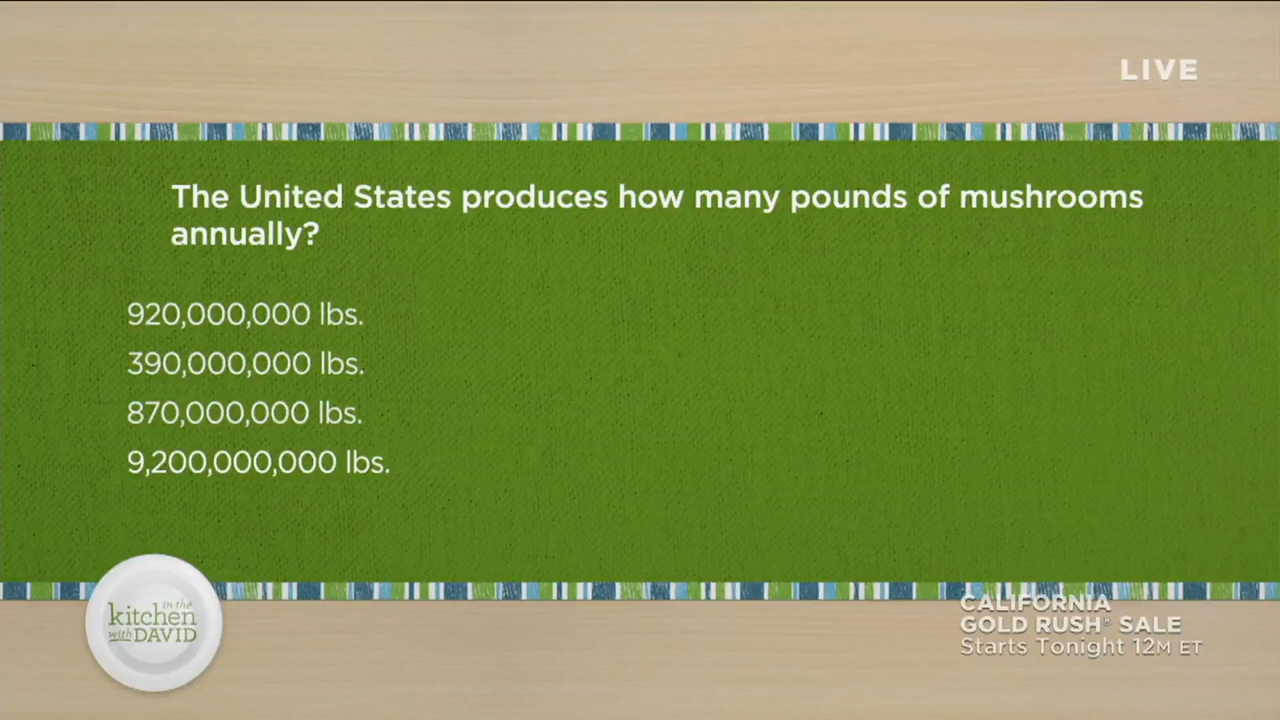 LIVE
The United States produces how many pounds of mushrooms
annually?
920,000,000 lbs.
390,000,000 lbs.
870,000,000 lbs.
9,200,000,000 lbs.
in the
kitchen
with DAVID
CALIFORNIA
GOLD RUSH® SALE
Starts Tonight 12M ET